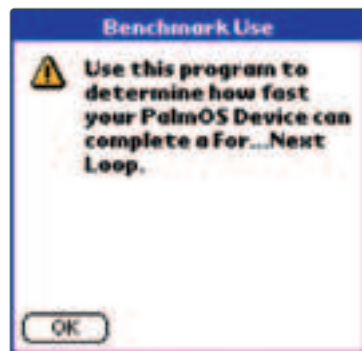 Benchmark Use
Use this program to
determine how fast
your PalmOS Device can
complete a For...Next
Loop.
OK